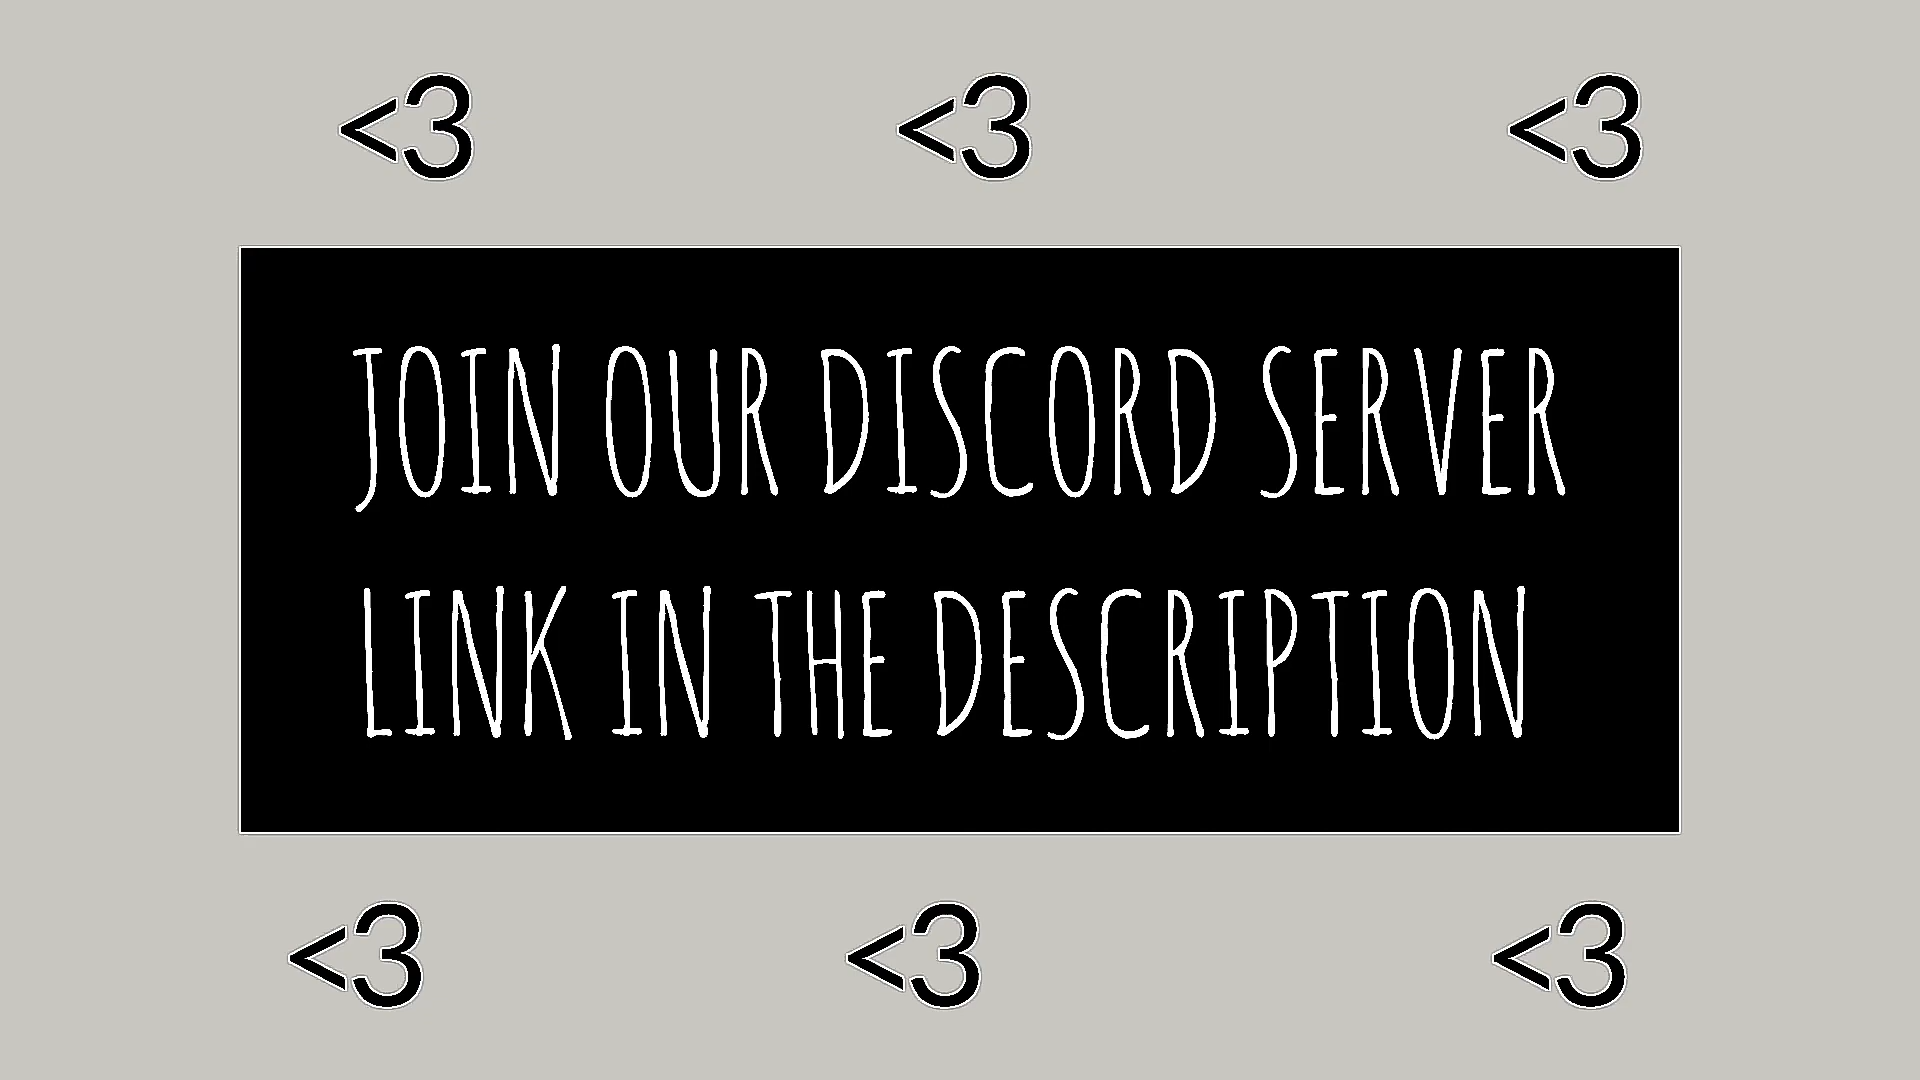 <3 <3 <3
JOIN OUR DISCORD SERVER
LINK IN THE DESCRIPTION
<3 <3 <3